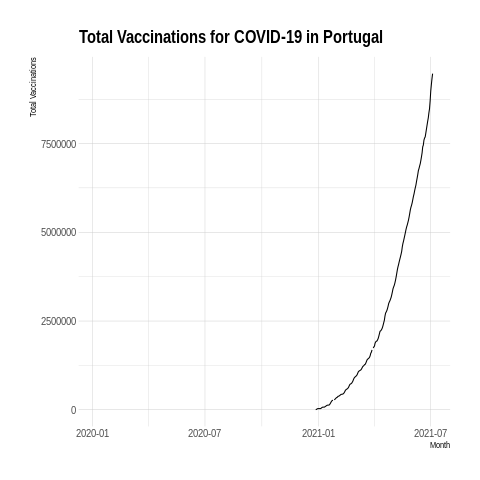 Total Vaccinations for COVID-19 in Portugal
Total Vaccinations
7500000
5000000
2500000
0
2020-01
2020-07
2021-01
2021-07
Month